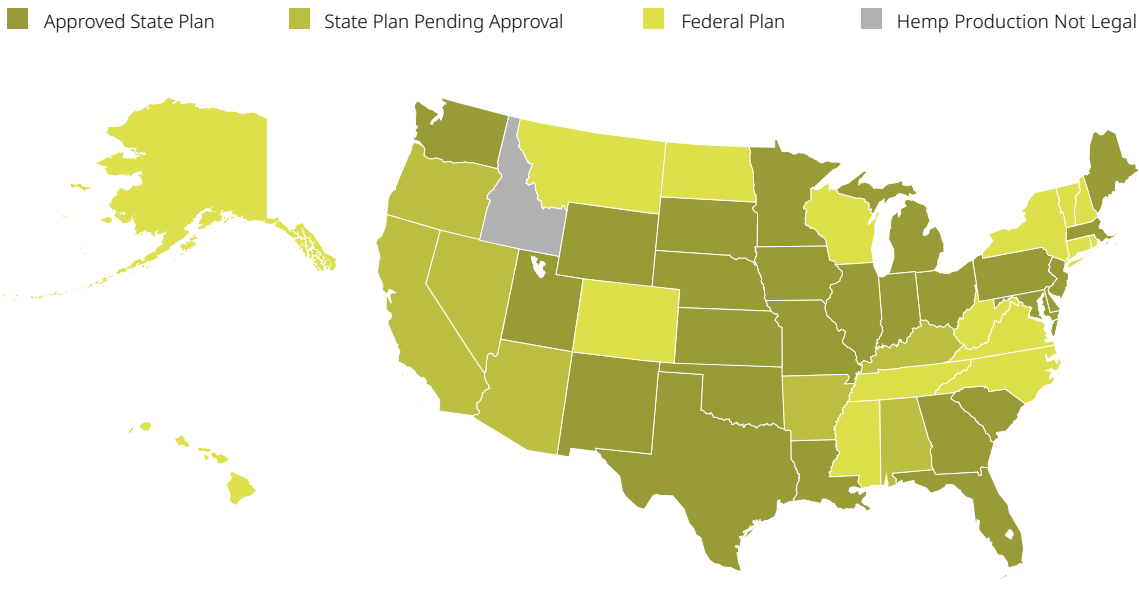 Approved State Plan
State Plan Pending Approval
Federal Plan
Hemp Production Not Legal